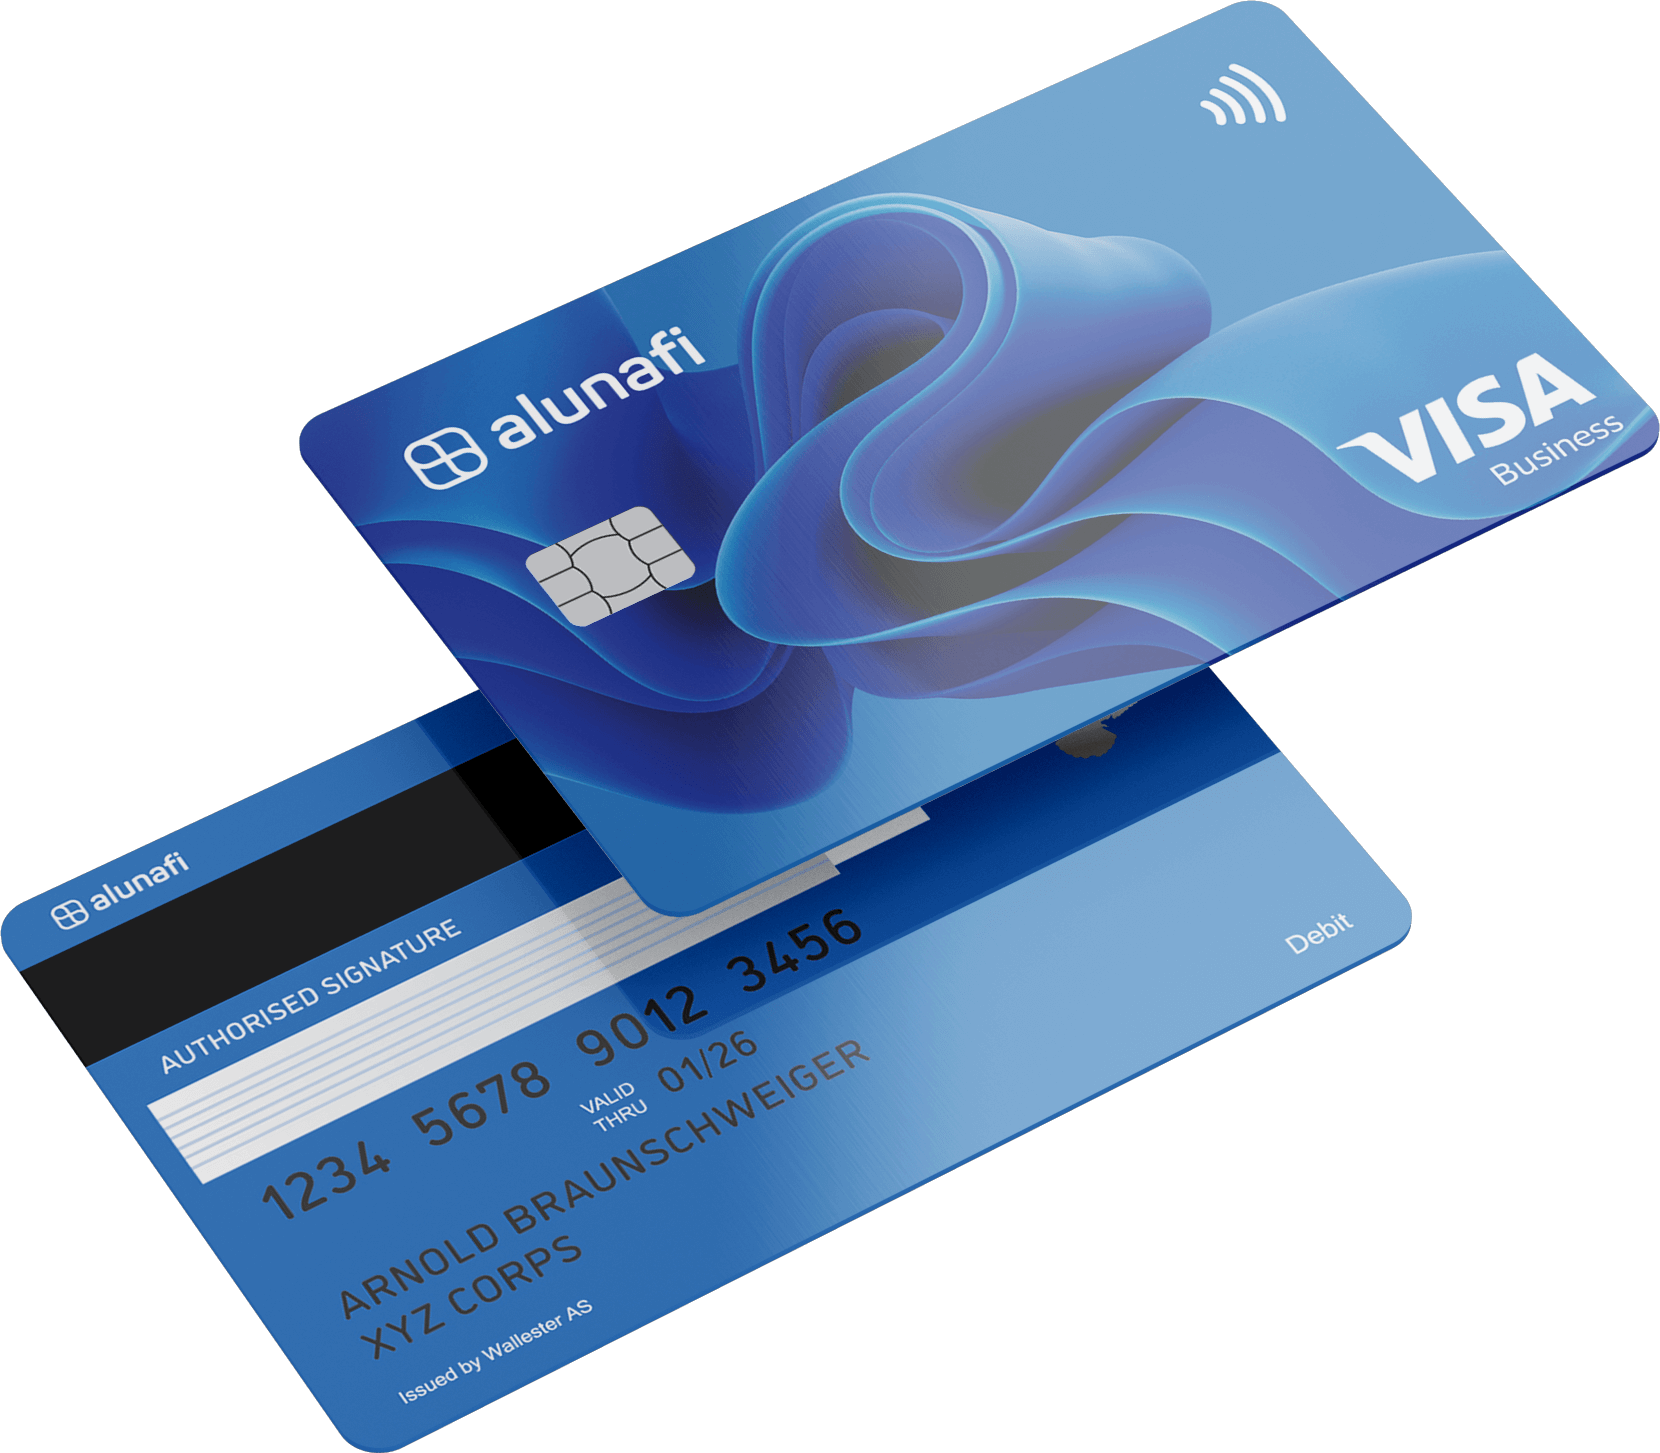 alunafi
VISA
Business
alunafi
AUTHORISED SIGNATURE
1234 5678 9012 3456
VALID
THRU 01/26
ARNOLD BRAUNSCHWEIGER
XYZ CORPS
Issued by Wallester AS
Debit